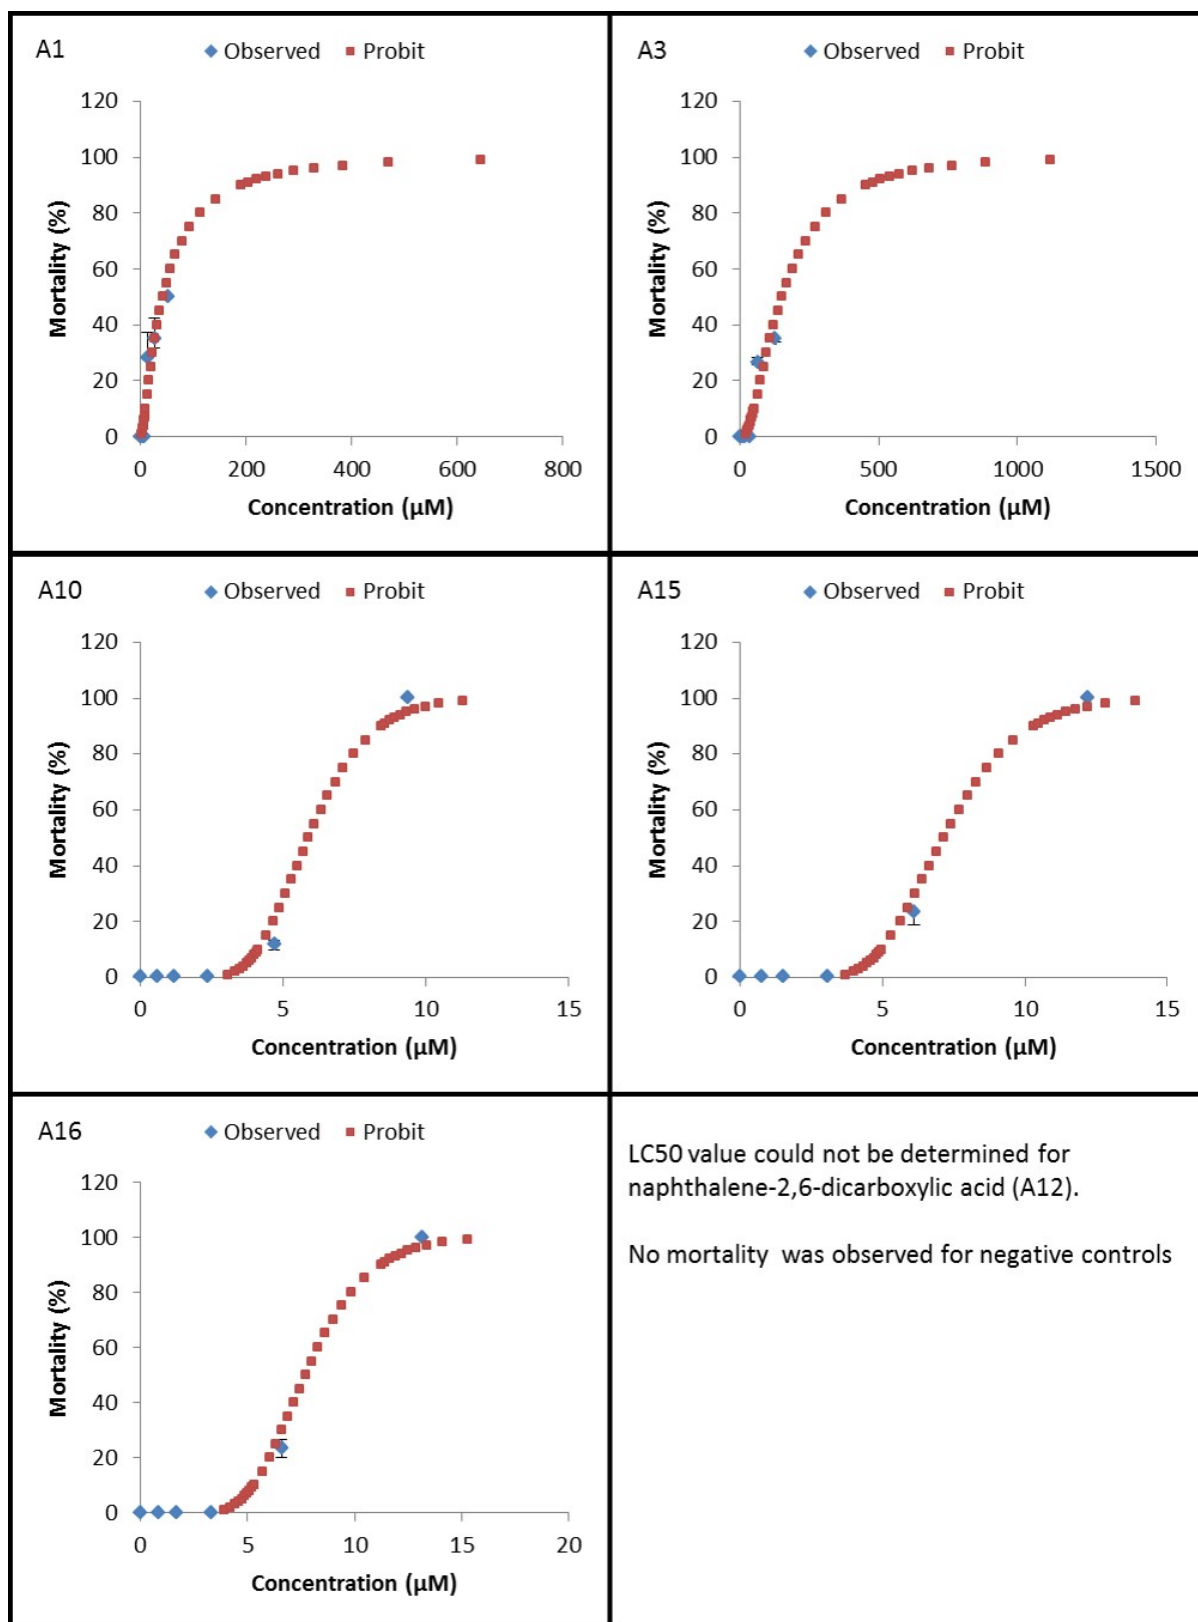 A1
Observed Probit
120
100
80
60
40
20
0
Mortality (%)
0 200 400 600 800
Concentration (µM)
A3
Observed Probit
120
100
80
60
40
20
0
Mortality (%)
0 500 1000 1500
Concentration (µM)
A10
Observed Probit
120
100
80
60
40
20
0
Mortality (%)
0 5 10 15
Concentration (µM)
A15
Observed Probit
120
100
80
60
40
20
0
Mortality (%)
0 5 10 15
Concentration (µM)
A16
Observed Probit
120
100
80
60
40
20
0
Mortality (%)
0 5 10 15 20
Concentration (µM)
LC50 value could not be determined for
naphthalene-2,6-dicarboxylic acid (A12).
No mortality was observed for negative controls